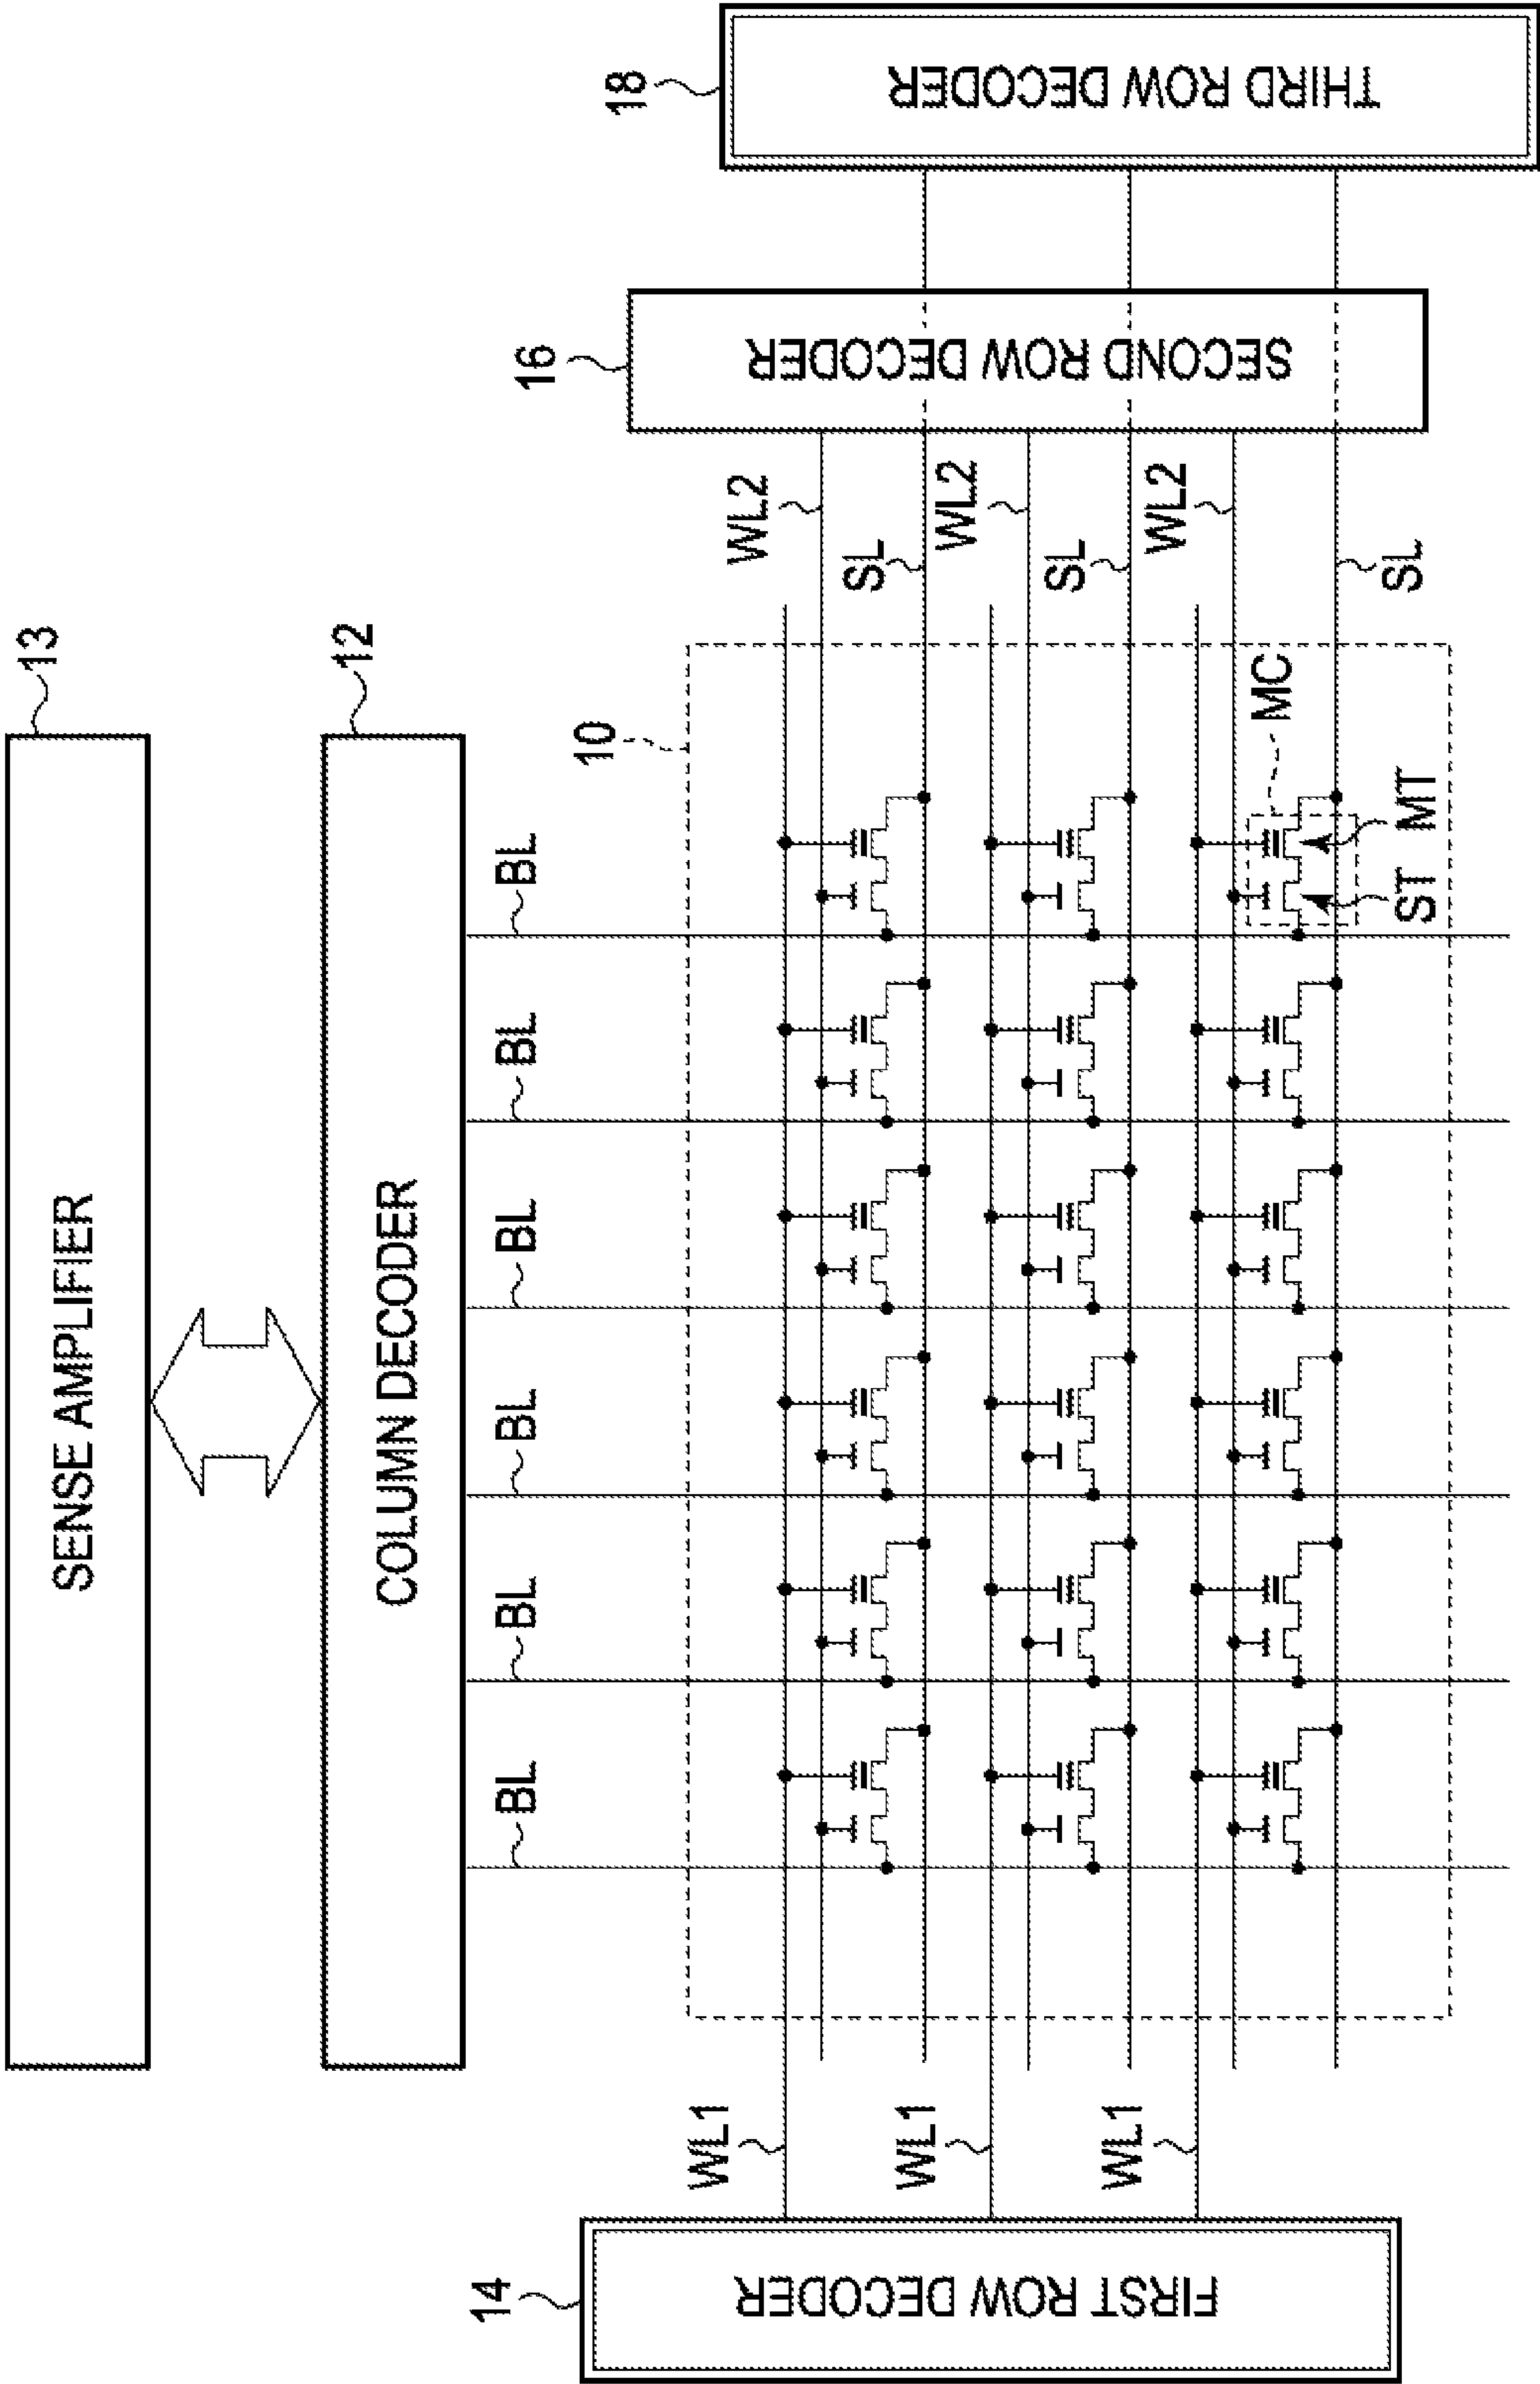 13
SENSE AMPLIFIER
12
COLUMN DECODER
BL
BL
BL
BL
BL
BL
10
14
FIRST ROW DECODER
WL1
WL1
WL1
WL2
SL
WL2
SL
WL2
SL
MC
MT
ST
16
SECOND ROW DECODER
18
THIRD ROW DECODER